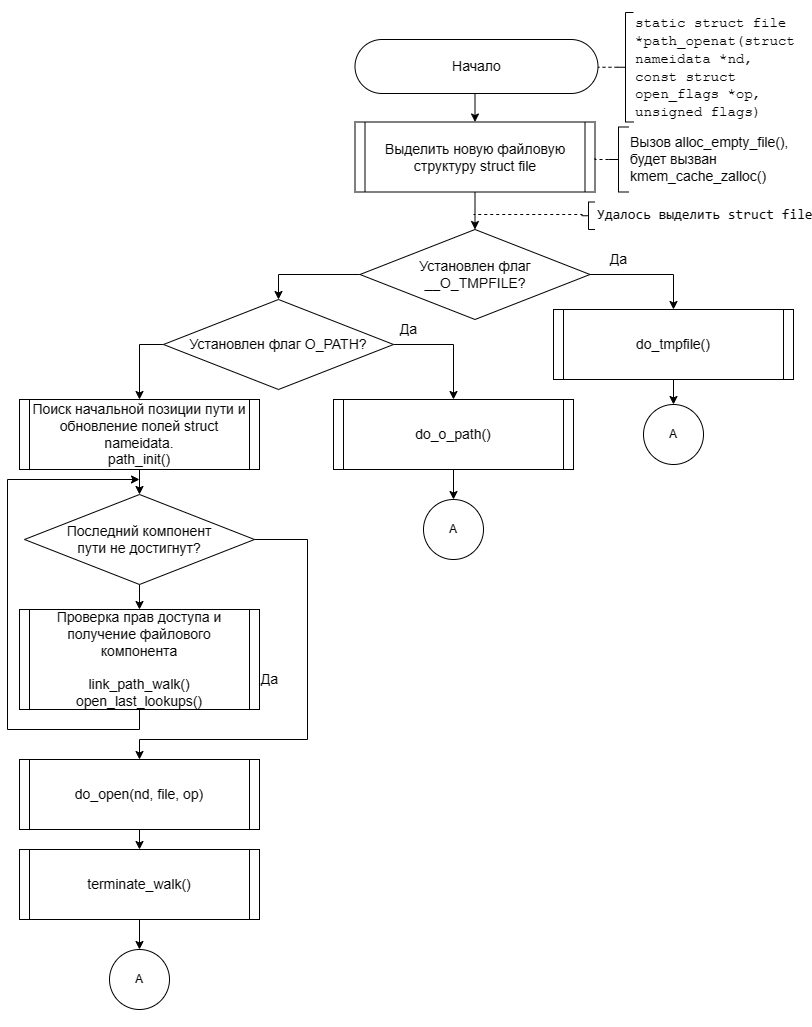 Начало
static struct file
*path_openat(struct
nameidata *nd,
const struct
open_flags *op,
unsigned flags)
Выделить новую файловую
структуру struct file
Вызов alloc_empty_file(),
будет вызван
kmem_cache_zalloc()
Удалось выделить struct file
Установлен флаг
__O_TMPFILE?
Да
Установлен флаг O_PATH?
Да
do_tmpfile()
Поиск начальной позиции пути и
обновление полей struct
nameidata.
path_init()
do_o_path()
A
Последний компонент
пути не достигнут?
A
Проверка прав доступа и
получение файлового
компонента
link_path_walk()
open_last_lookups()
Да
do_open(nd, file, op)
terminate_walk()
A